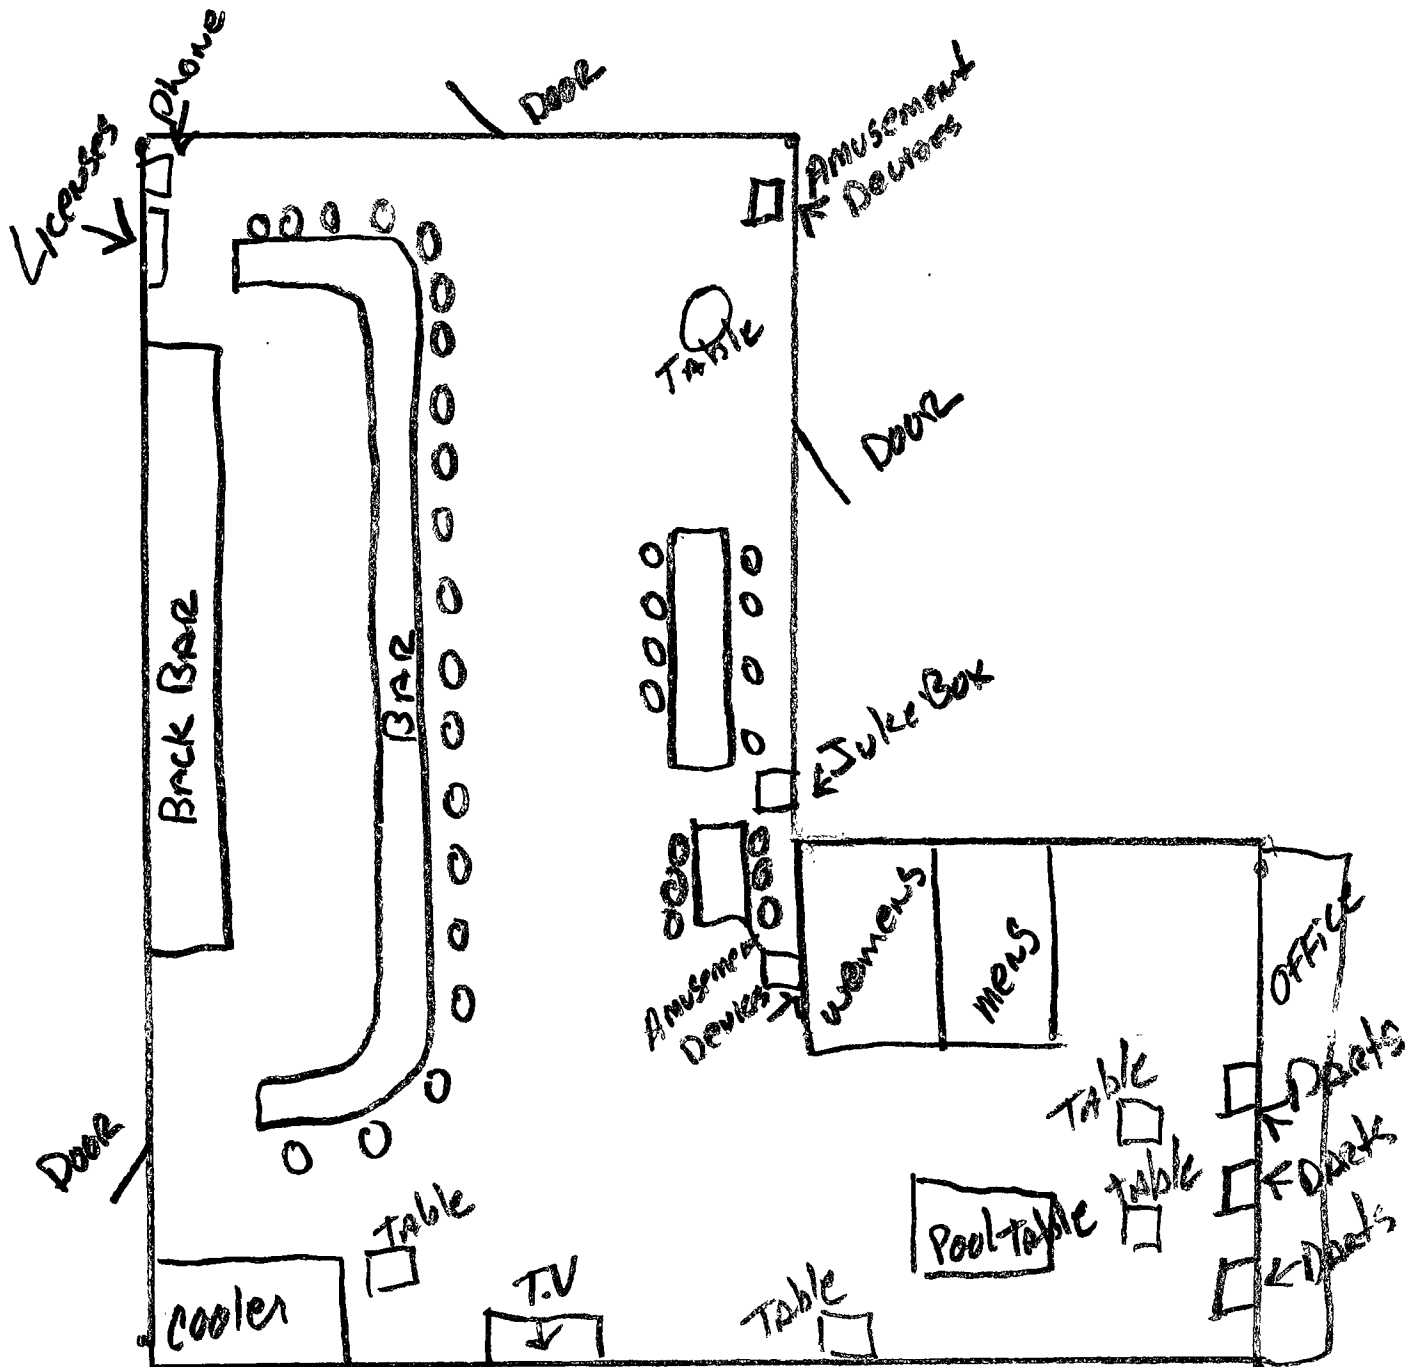 Phone
Licenses
DOOR
Amusement
Devices
Table
DOOR
BACK BAR
BAR
Juke Box
womens
mens
OFFICE
Amusement
Devices
DOOR
Table
Table
Darts
Darts
Darts
Table
Pool Table
Cooler
T.V
Table